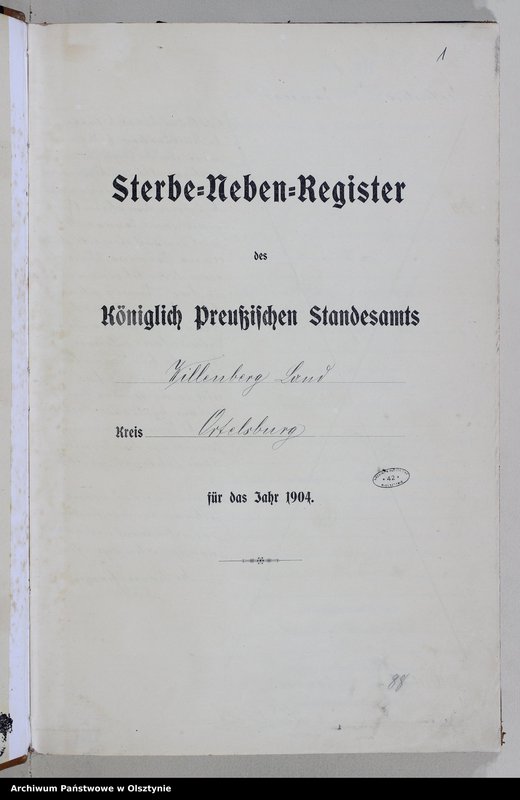 1
Sterbe=Neben=Register
des
Königlich Preußischen Standesamts
Willenberg Land
Kreis Ortelsburg
42
für das Jahr 1904.
88
Archiwum Państwowe w Olsztynie